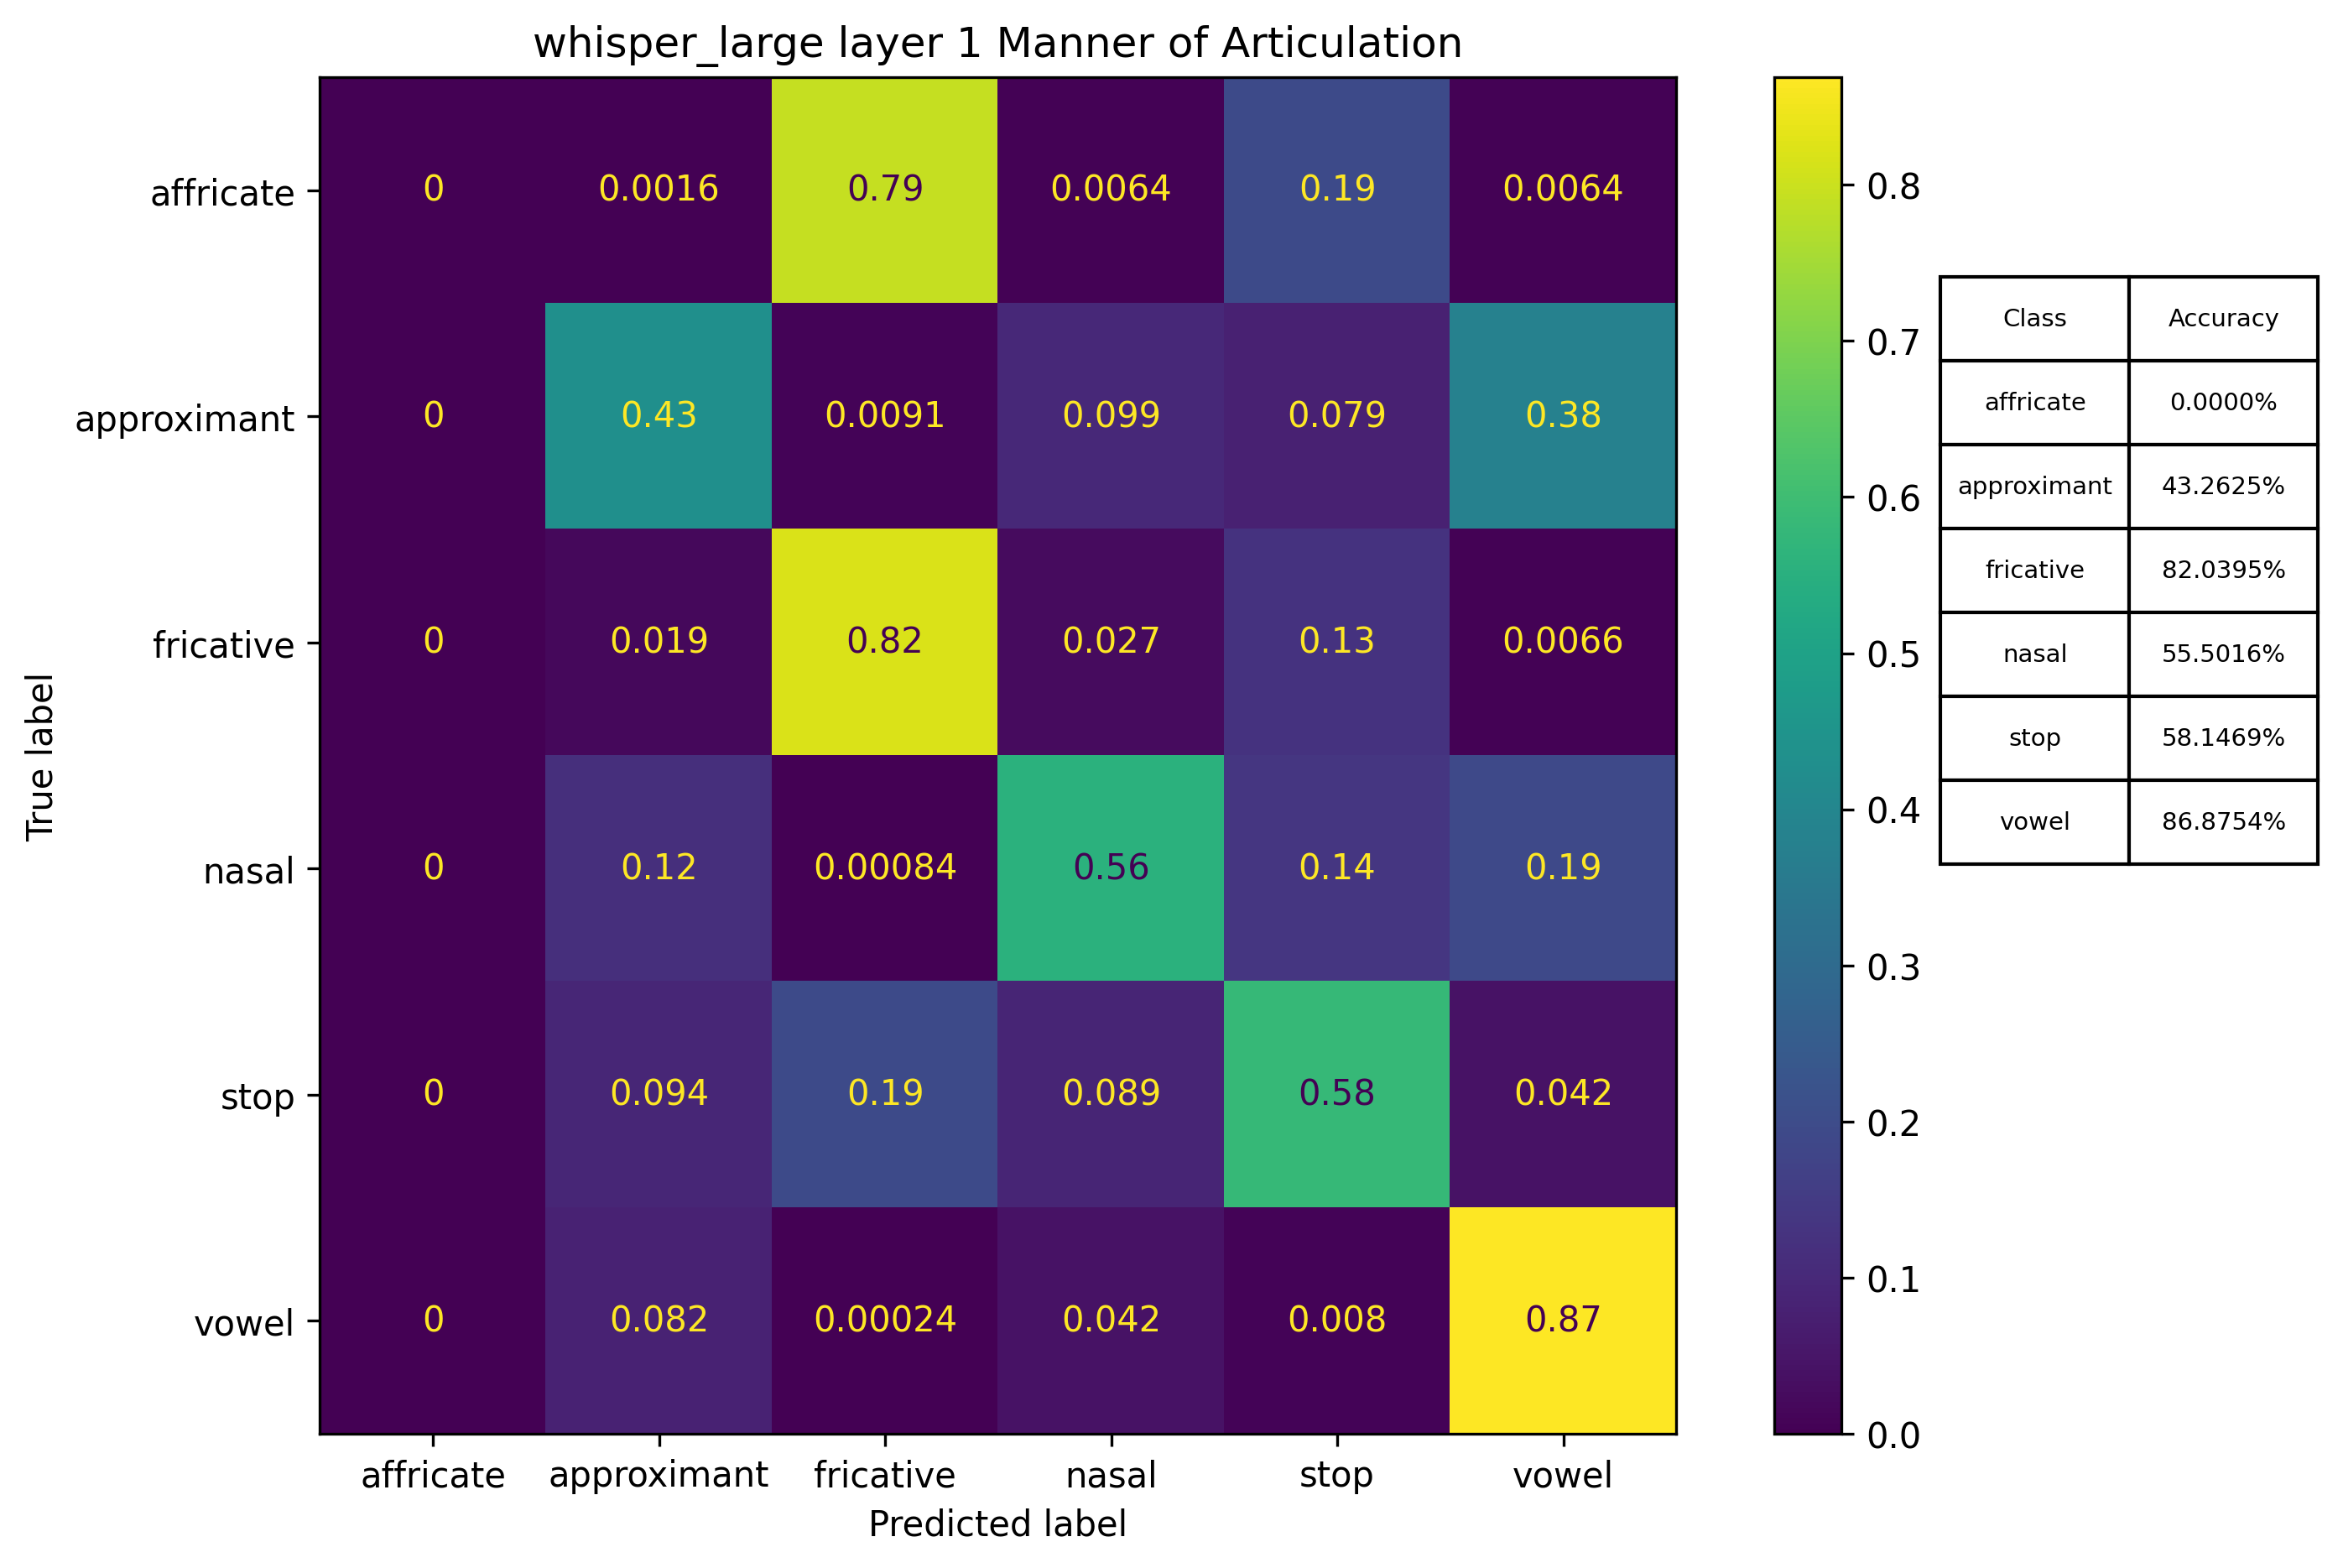 whisper_large layer 1 Manner of Articulation
True label
affricate 0 0.0016 0.79 0.0064 0.19 0.0064
approximant 0 0.43 0.0091 0.099 0.079 0.38
fricative 0 0.019 0.82 0.027 0.13 0.0066
nasal 0 0.12 0.00084 0.56 0.14 0.19
stop 0 0.094 0.19 0.089 0.58 0.042
vowel 0 0.082 0.00024 0.042 0.008 0.87
affricate approximant fricative nasal stop vowel
Predicted label
0.8
0.7
0.6
0.5
0.4
0.3
0.2
0.1
0.0
Class Accuracy
affricate 0.0000%
approximant 43.2625%
fricative 82.0395%
nasal 55.5016%
stop 58.1469%
vowel 86.8754%